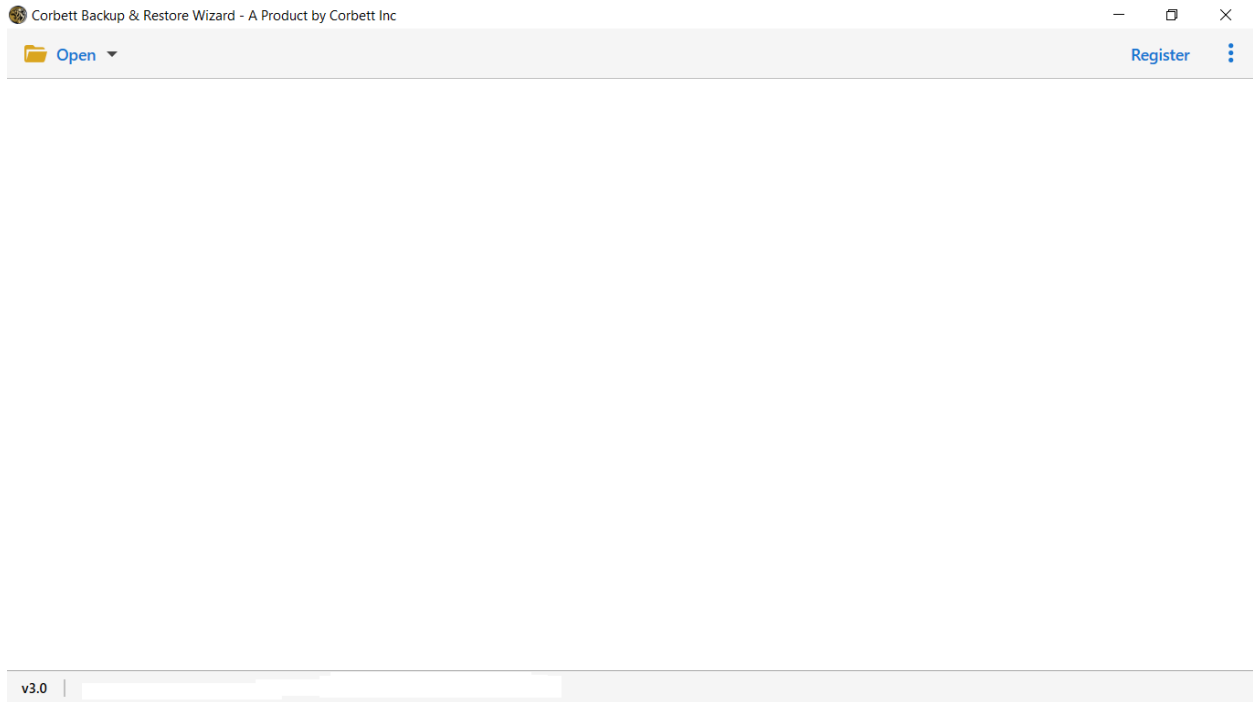 Corbett Backup & Restore Wizard - A Product by Corbett Inc
Open
Register
v3.0